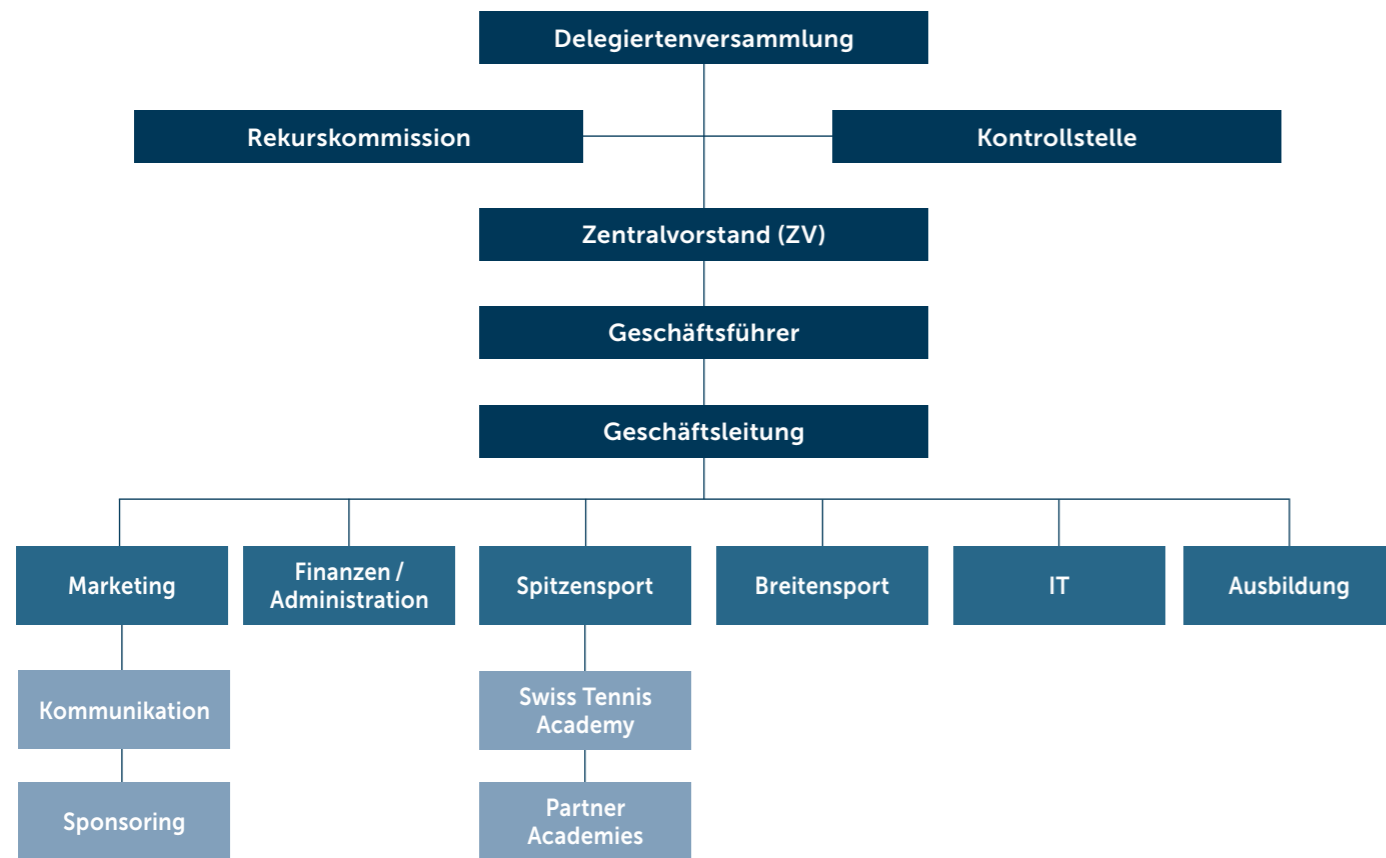 Delegiertenversammlung
Rekurskommission
Kontrollstelle
Zentralvorstand (ZV)
Geschäftsführer
Geschäftsleitung
Marketing
Finanzen /
Administration
Spitzensport
Breitensport
IT
Ausbildung
Kommunikation
Swiss Tennis
Academy
Sponsoring
Partner
Academies